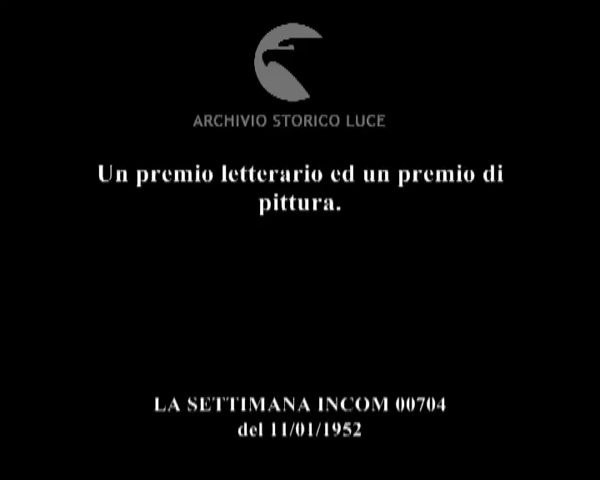 ARCHIVIO STORICO LUCE
Un premio letterario ed un premio di
pittura.
LA SETTIMANA INCOM 00704
del 11/01/1952